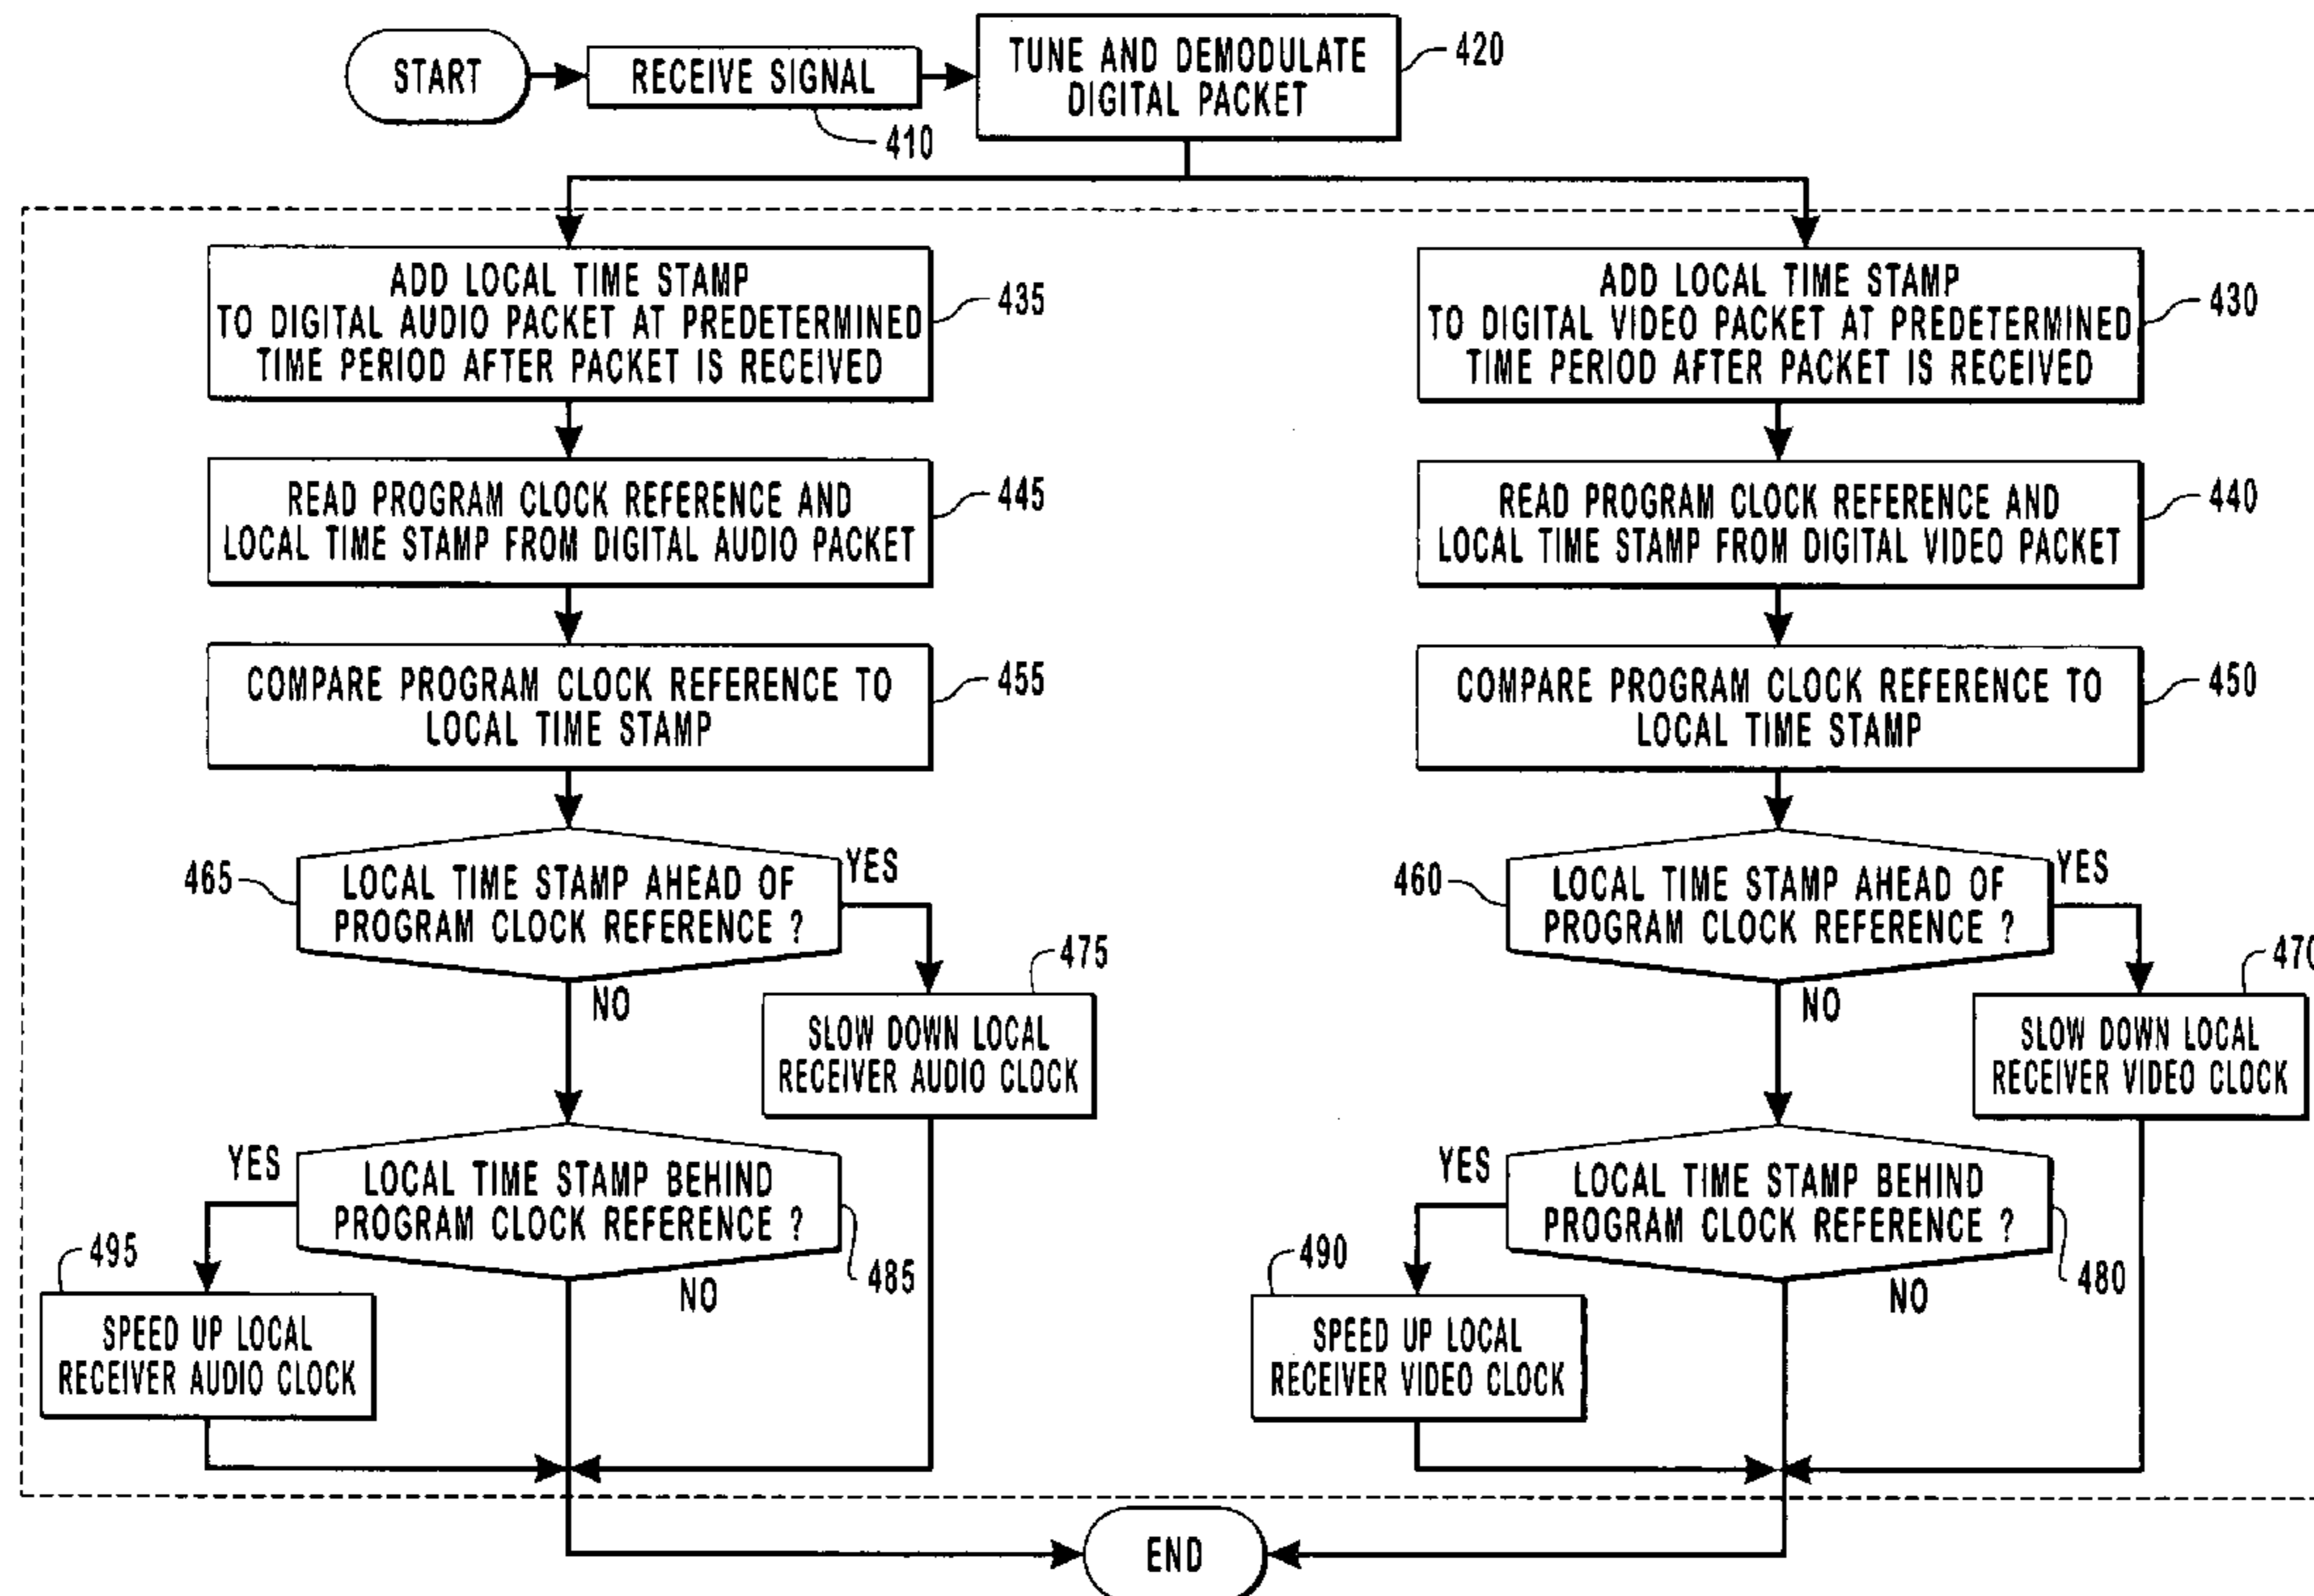 START
RECEIVE SIGNAL
410
TUNE AND DEMODULATE
DIGITAL PACKET
420
ADD LOCAL TIME STAMP
TO DIGITAL AUDIO PACKET AT PREDETERMINED
TIME PERIOD AFTER PACKET IS RECEIVED
435
READ PROGRAM CLOCK REFERENCE AND
LOCAL TIME STAMP FROM DIGITAL AUDIO PACKET
445
COMPARE PROGRAM CLOCK REFERENCE TO
LOCAL TIME STAMP
455
465
LOCAL TIME STAMP AHEAD OF
PROGRAM CLOCK REFERENCE ?
YES
NO
475
SLOW DOWN LOCAL
RECEIVER AUDIO CLOCK
YES
LOCAL TIME STAMP BEHIND
PROGRAM CLOCK REFERENCE ?
485
NO
495
SPEED UP LOCAL
RECEIVER AUDIO CLOCK
ADD LOCAL TIME STAMP
TO DIGITAL VIDEO PACKET AT PREDETERMINED
TIME PERIOD AFTER PACKET IS RECEIVED
430
READ PROGRAM CLOCK REFERENCE AND
LOCAL TIME STAMP FROM DIGITAL VIDEO PACKET
440
COMPARE PROGRAM CLOCK REFERENCE TO
LOCAL TIME STAMP
450
460
LOCAL TIME STAMP AHEAD OF
PROGRAM CLOCK REFERENCE ?
YES
NO
470
SLOW DOWN LOCAL
RECEIVER VIDEO CLOCK
YES
LOCAL TIME STAMP BEHIND
PROGRAM CLOCK REFERENCE ?
480
NO
490
SPEED UP LOCAL
RECEIVER VIDEO CLOCK
END